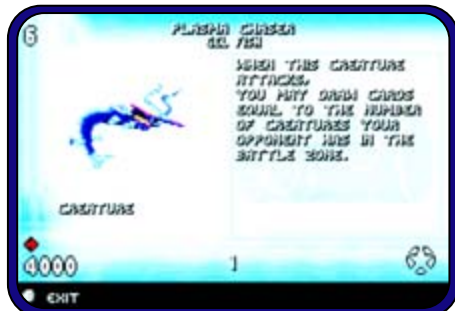 6
PLASMA CHASER
GEL FISH
WHEN THIS CREATURE
ATTACKS,
YOU MAY DRAW CARDS
EQUAL TO THE NUMBER
OF CREATURES YOUR
OPPONENT HAS IN THE
BATTLE ZONE.
CREATURE
4000
1
EXIT